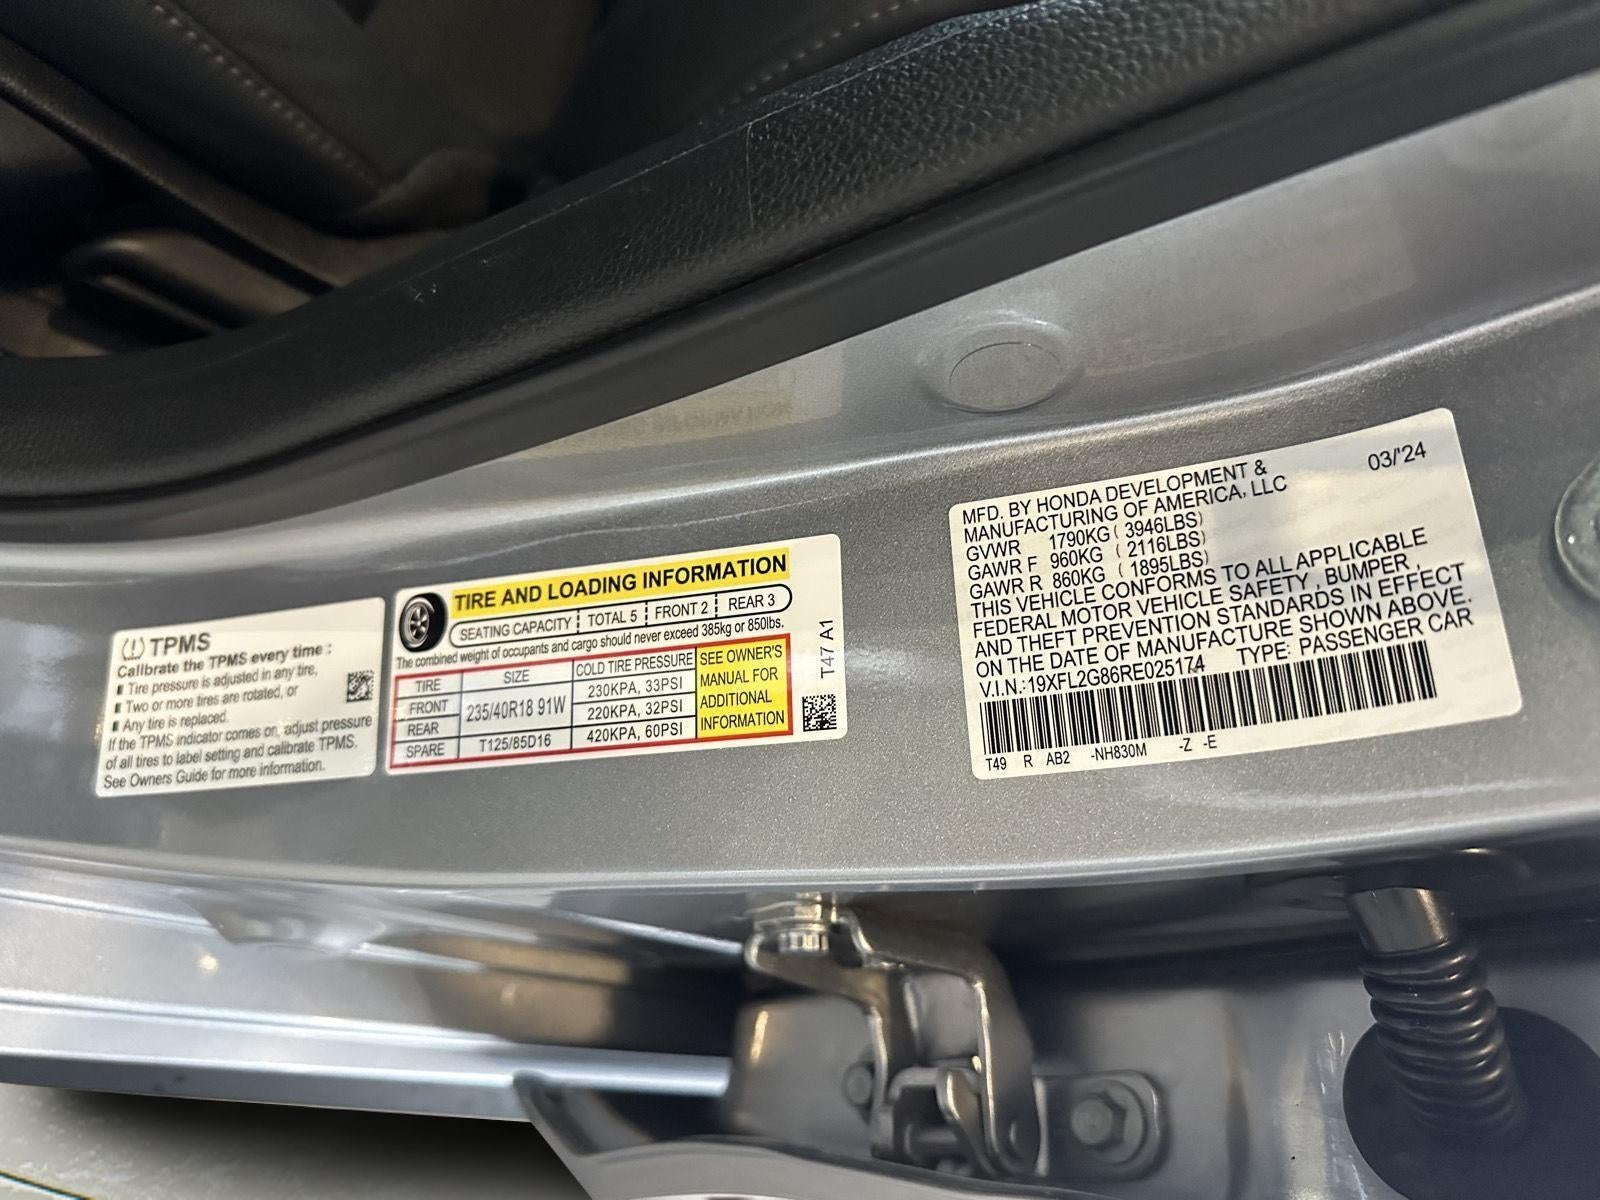 TPMS
Calibrate the TPMS every time :
Tire pressure is adjusted in any tire,
Two or more tires are rotated, or
Any tire is replaced.
If the TPMS indicator comes on, adjust pressure
of all tires to label setting and calibrate TPMS.
See Owners Guide for more information.
TIRE AND LOADING INFORMATION
SEATING CAPACITY TOTAL 5 FRONT 2 REAR 3
The combined weight of occupants and cargo should never exceed 385kg or 850lbs.
TIRE SIZE COLD TIRE PRESSURE
FRONT 235/40R18 91W 230KPA, 33PSI
REAR 220KPA, 32PSI
SPARE T125/85D16 420KPA, 60PSI
SEE OWNER'S
MANUAL FOR
ADDITIONAL
INFORMATION
T47 A1
MFD. BY HONDA DEVELOPMENT & 03/'24
MANUFACTURING OF AMERICA, LLC
GVWR 1790KG ( 3946LBS)
GAWR F 960KG ( 2116LBS)
GAWR R 860KG ( 1895LBS)
THIS VEHICLE CONFORMS TO ALL APPLICABLE
FEDERAL MOTOR VEHICLE SAFETY , BUMPER ,
AND THEFT PREVENTION STANDARDS IN EFFECT
ON THE DATE OF MANUFACTURE SHOWN ABOVE.
V.I.N.:19XFL2G86RE025174 TYPE: PASSENGER CAR
T49 R AB2 -NH830M -Z -E